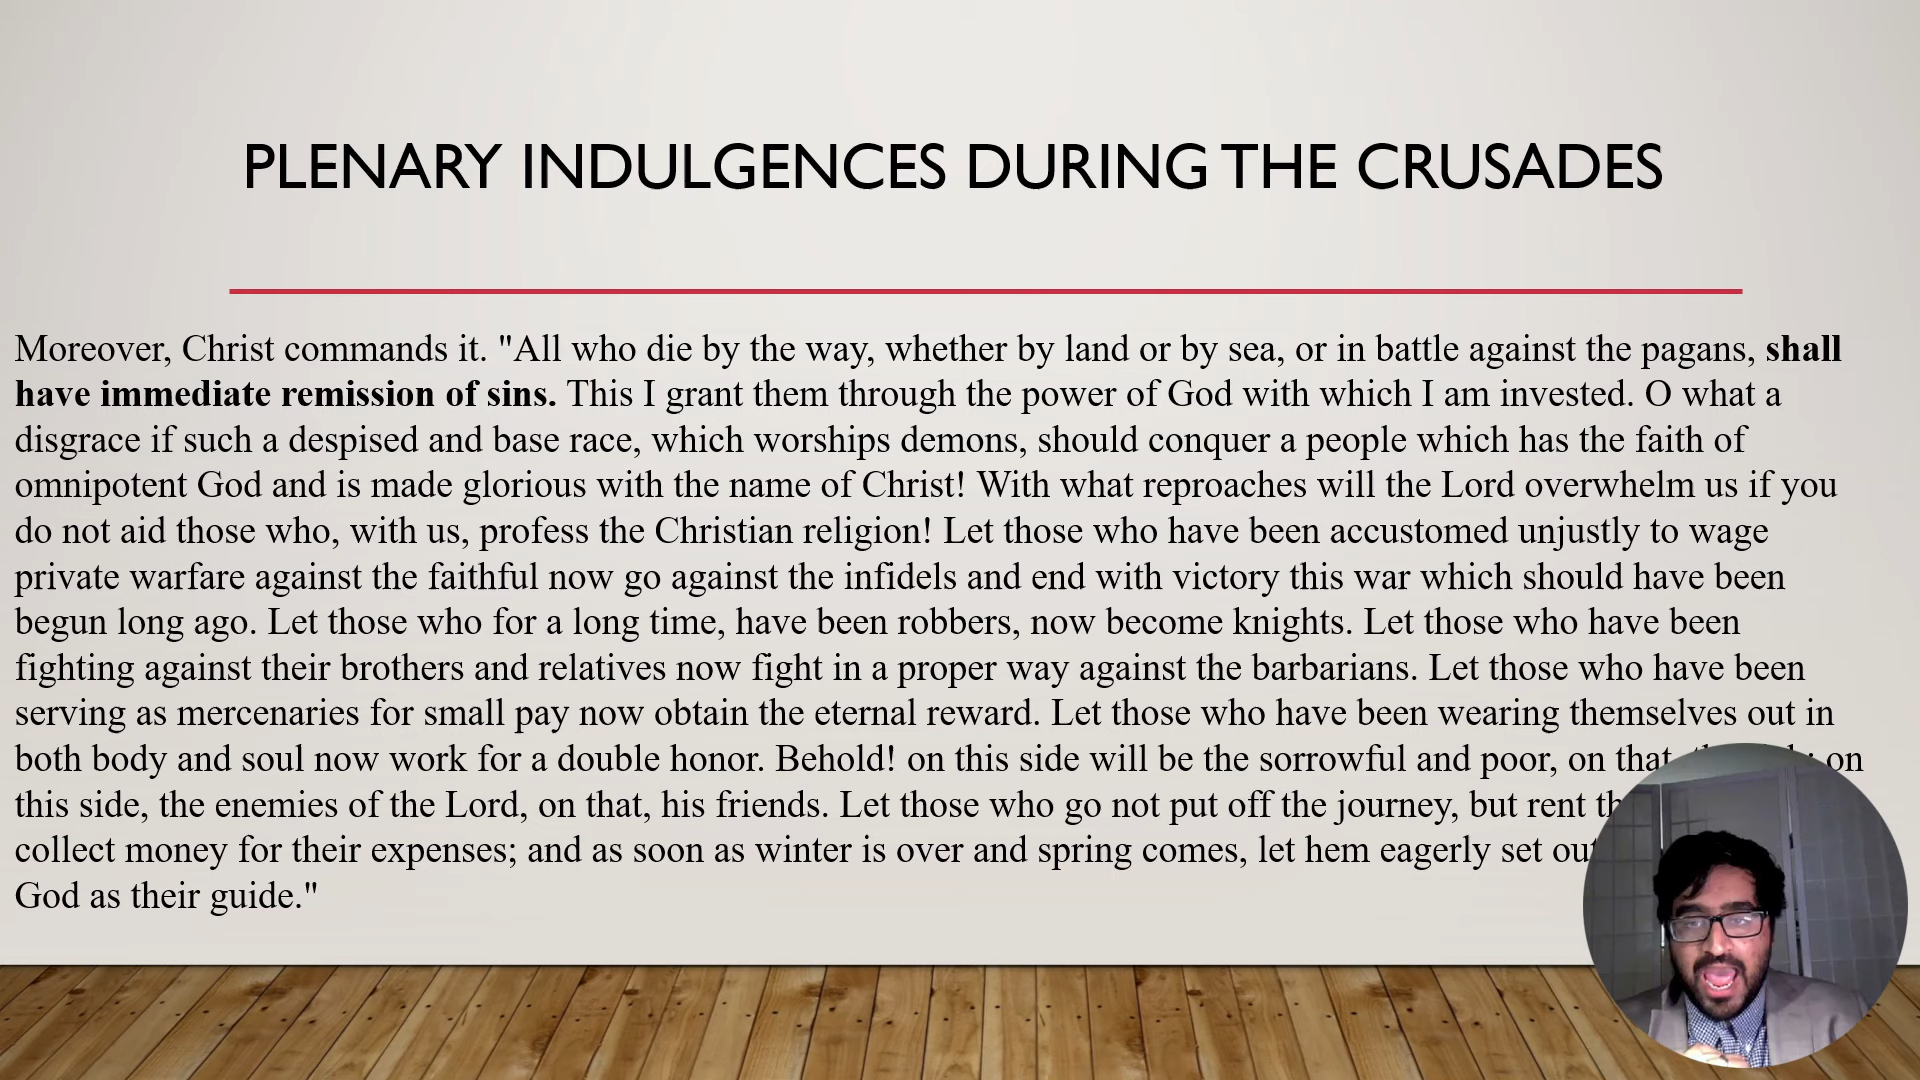 PLENARY INDULGENCES DURING THE CRUSADES
Moreover, Christ commands it. "All who die by the way, whether by land or by sea, or in battle against the pagans, shall
have immediate remission of sins. This I grant them through the power of God with which I am invested. O what a
disgrace if such a despised and base race, which worships demons, should conquer a people which has the faith of
omnipotent God and is made glorious with the name of Christ! With what reproaches will the Lord overwhelm us if you
do not aid those who, with us, profess the Christian religion! Let those who have been accustomed unjustly to wage
private warfare against the faithful now go against the infidels and end with victory this war which should have been
begun long ago. Let those who for a long time, have been robbers, now become knights. Let those who have been
fighting against their brothers and relatives now fight in a proper way against the barbarians. Let those who have been
serving as mercenaries for small pay now obtain the eternal reward. Let those who have been wearing themselves out in
both body and soul now work for a double honor. Behold! on this side will be the sorrowful and poor, on that on
this side, the enemies of the Lord, on that, his friends. Let those who go not put off the journey, but rent
collect money for their expenses; and as soon as winter is over and spring comes, let hem eagerly set out
God as their guide."